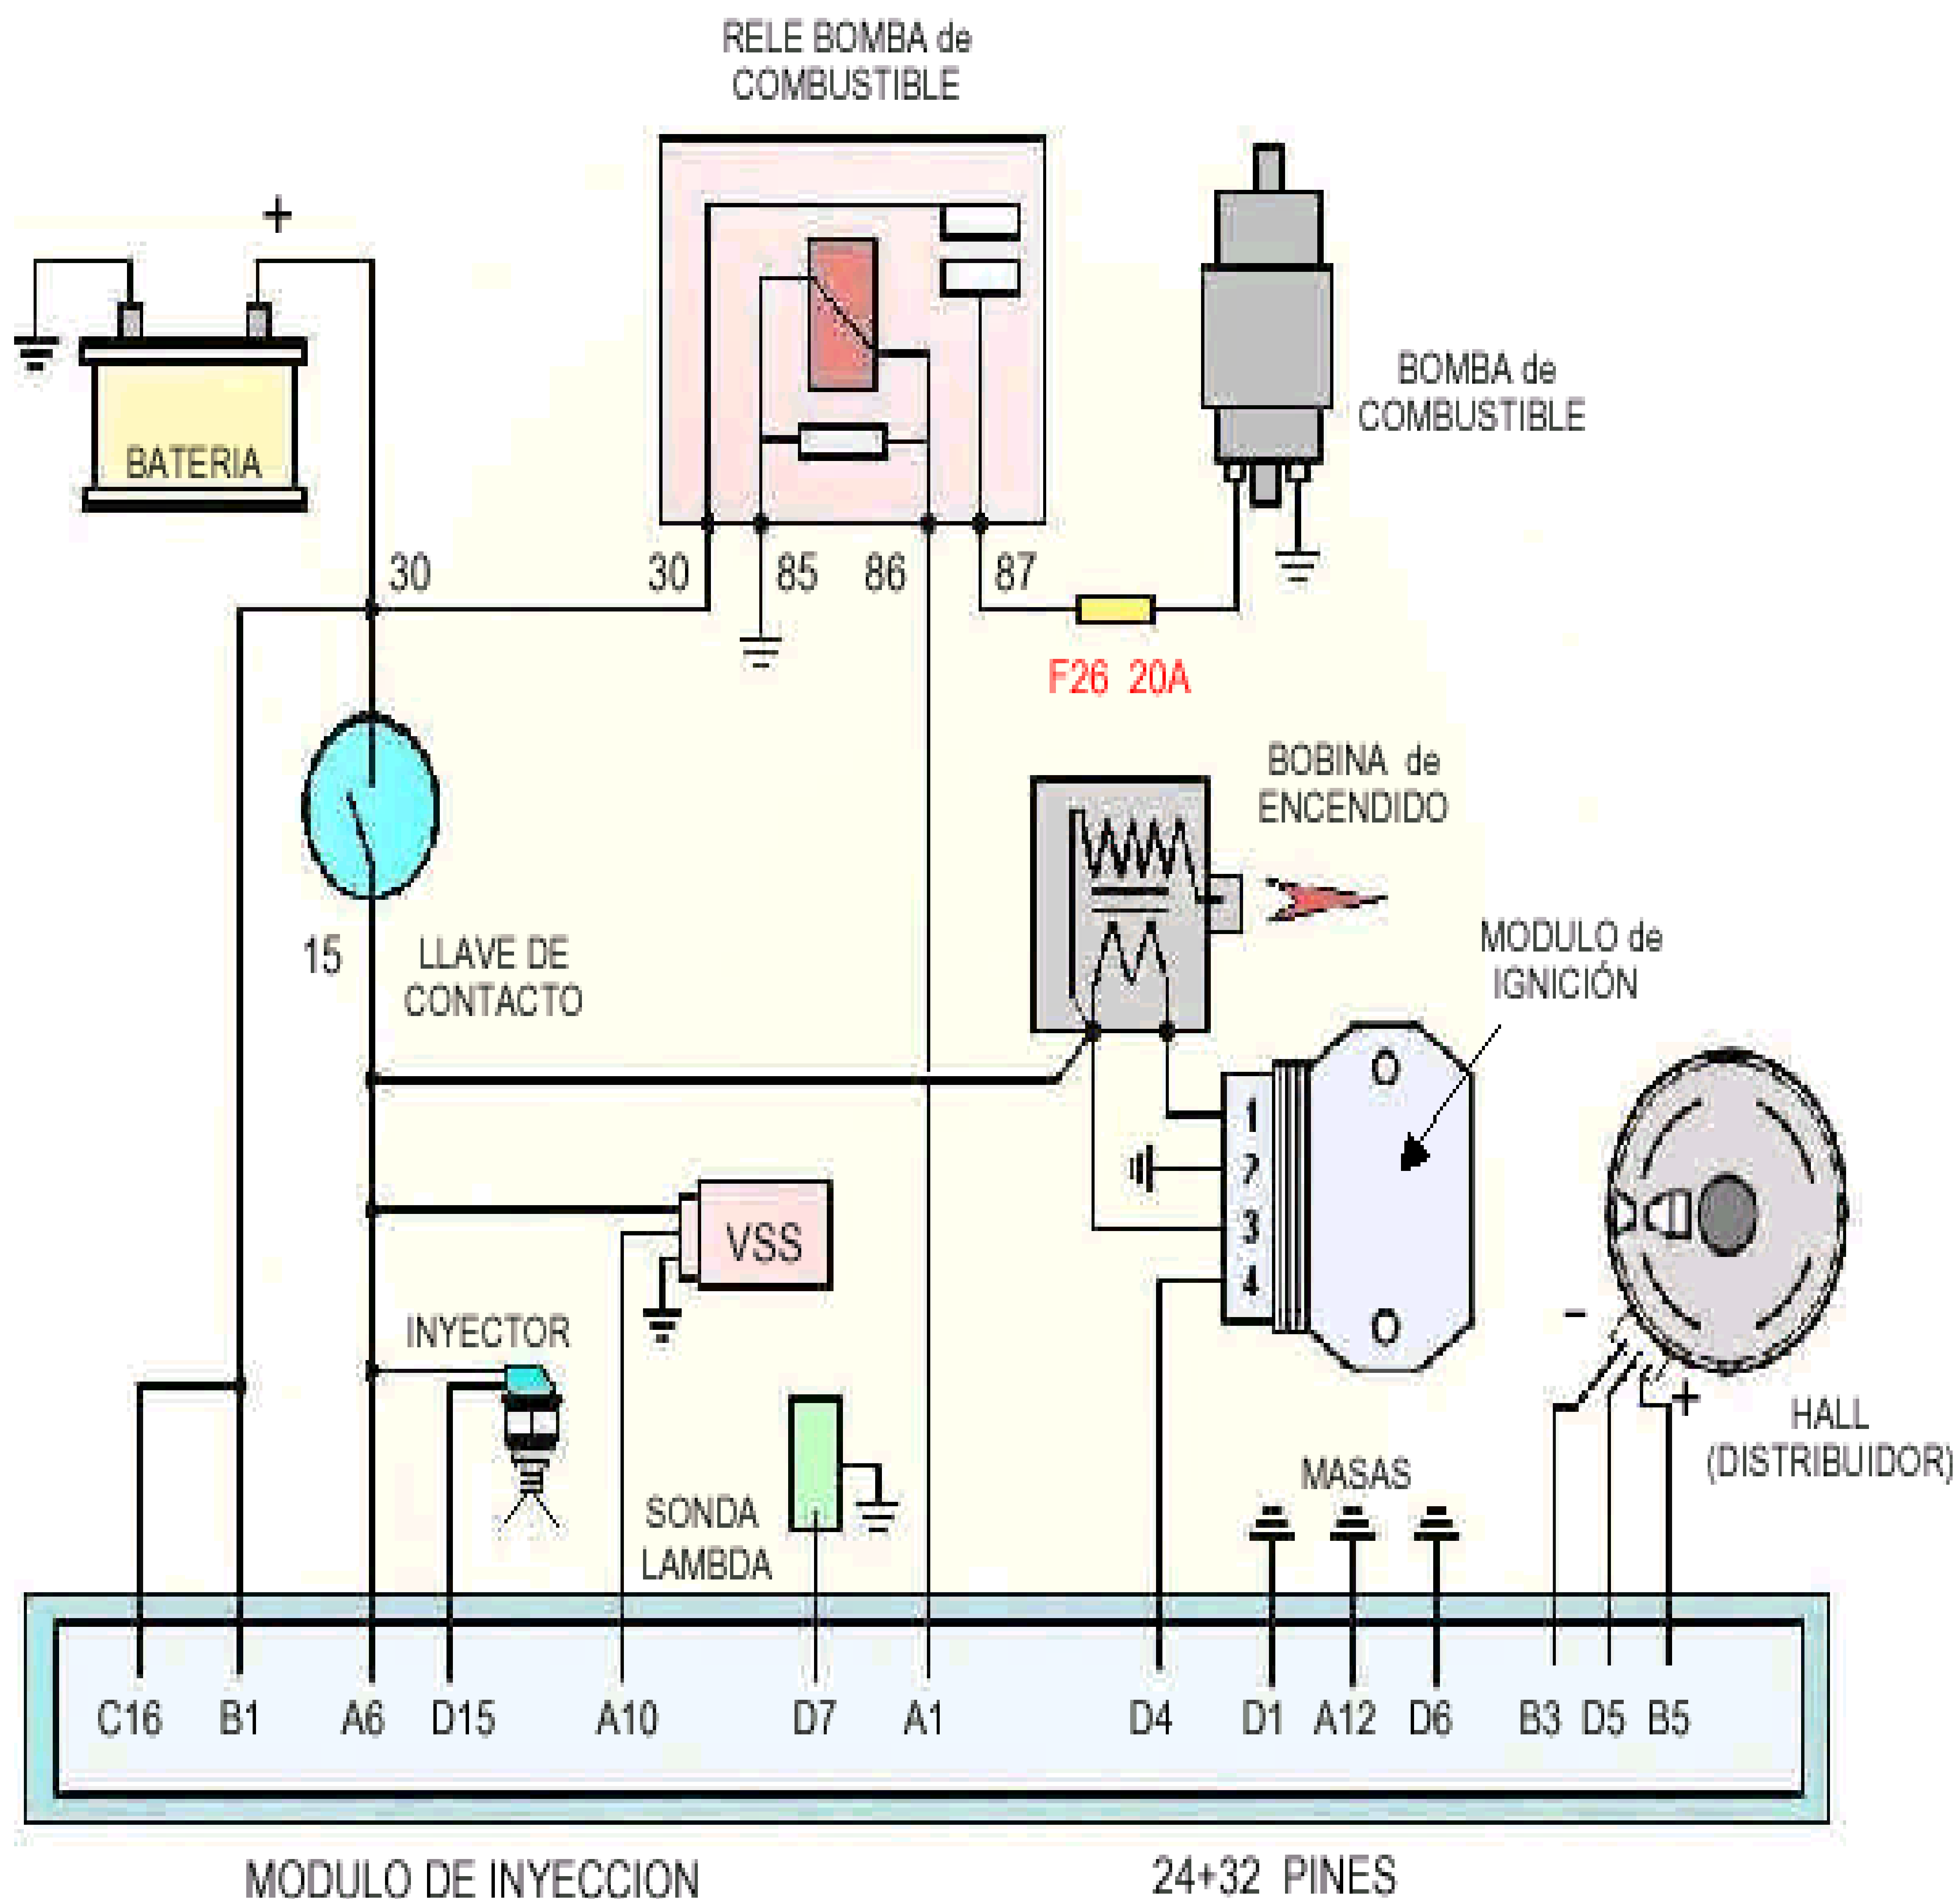 RELE BOMBA de
COMBUSTIBLE
+
BATERIA
BOMBA de
COMBUSTIBLE
30
30 85 86 87
F26 20A
BOBINA de
ENCENDIDO
15
LLAVE DE
CONTACTO
MODULO de
IGNICIÓN
1
2
3
4
VSS
INYECTOR
-
+
HALL
(DISTRIBUIDOR)
MASAS
SONDA
LAMBDA
C16 B1 A6 D15 A10 D7 A1 D4 D1 A12 D6 B3 D5 B5
MODULO DE INYECCION 24+32 PINES